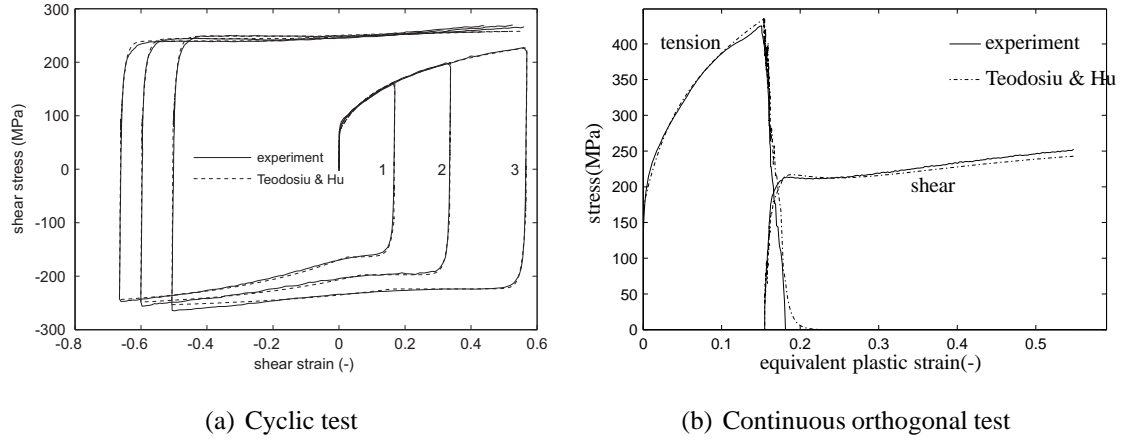 300
200
100
0
-100
-200
-300
-0.8 -0.6 -0.4 -0.2 0 0.2 0.4 0.6
shear stress (MPa)
shear strain (-)
experiment
Teodosiu & Hu
1 2 3
(a) Cyclic test
400
350
300
250
200
150
100
50
0
0 0.1 0.2 0.3 0.4 0.5
stress(MPa)
equivalent plastic strain(-)
tension
experiment
Teodosiu & Hu
shear
(b) Continuous orthogonal test